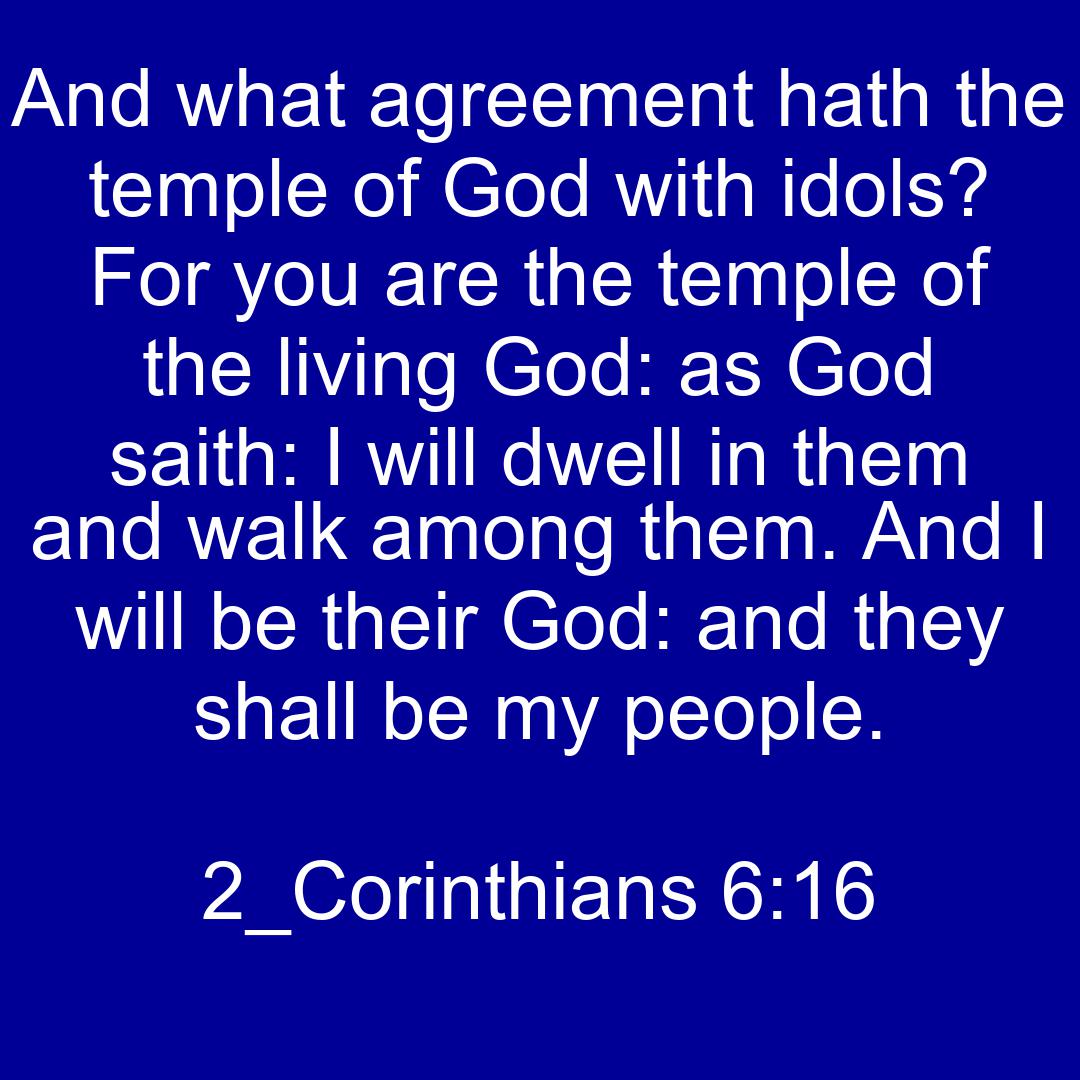 And what agreement hath the
temple of God with idols?
For you are the temple of
the living God: as God
saith: I will dwell in them
and walk among them. And I
will be their God: and they
shall be my people.
2_Corinthians 6:16